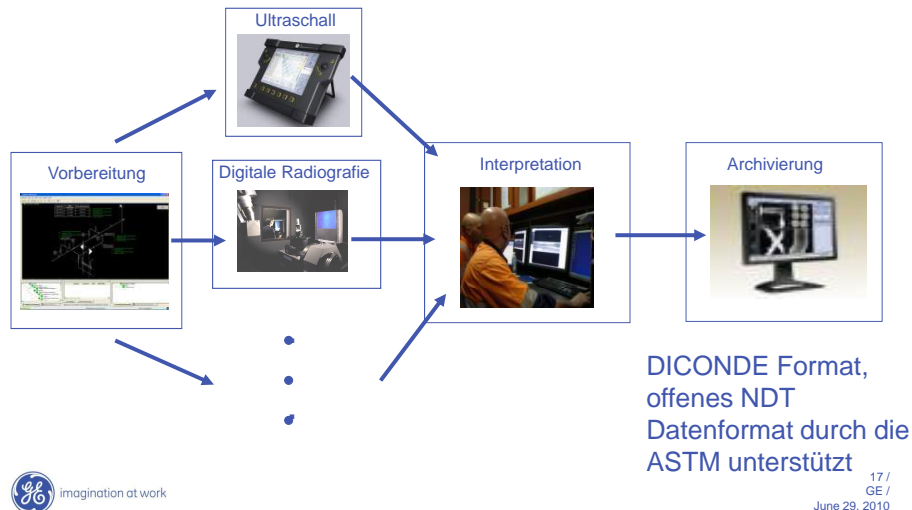 Ultraschall
Vorbereitung
Digitale Radiografie
Interpretation
Archivierung
DICONDE Format,
offenes NDT
Datenformat durch die
ASTM unterstützt
imagination at work
17 /
GE /
June 29, 2010